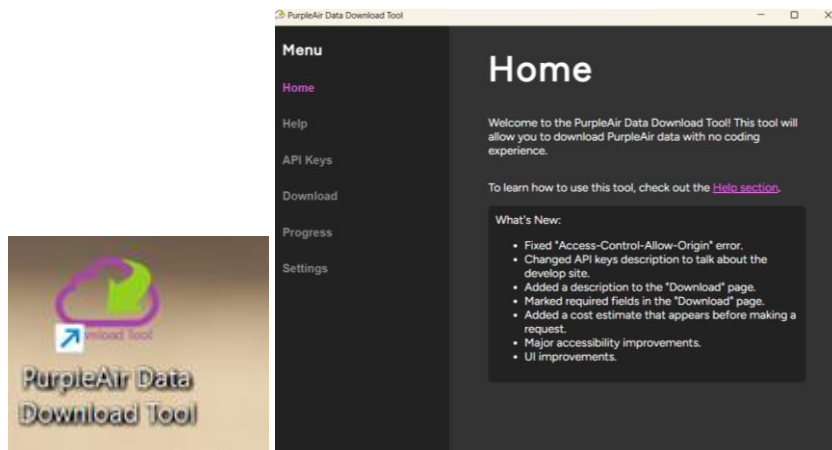 PurpleAir Data Download Tool
Menu
Home
Help
API Keys
Download
Progress
Settings
Home
Welcome to the PurpleAir Data Download Tool! This tool will
allow you to download PurpleAir data with no coding
experience.
To learn how to use this tool, check out the Help section.
What's New:
• Fixed "Access-Control-Allow-Origin" error.
• Changed API keys description to talk about the
develop site.
• Added a description to the "Download" page.
• Marked required fields in the "Download" page.
• Added a cost estimate that appears before making a
request.
• Major accessibility improvements.
• UI improvements.
Tool
PurpleAir Data
Download Tool